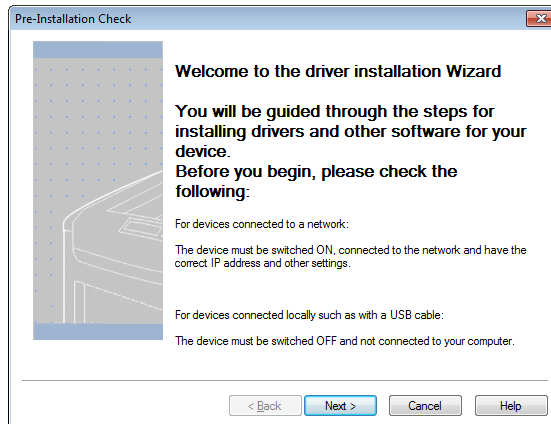 Pre-Installation Check
Welcome to the driver installation Wizard
You will be guided through the steps for
installing drivers and other software for your
device.
Before you begin, please check the
following:
For devices connected to a network:
The device must be switched ON, connected to the network and have the
correct IP address and other settings.
For devices connected locally such as with a USB cable:
The device must be switched OFF and not connected to your computer.
< Back
Next >
Cancel
Help